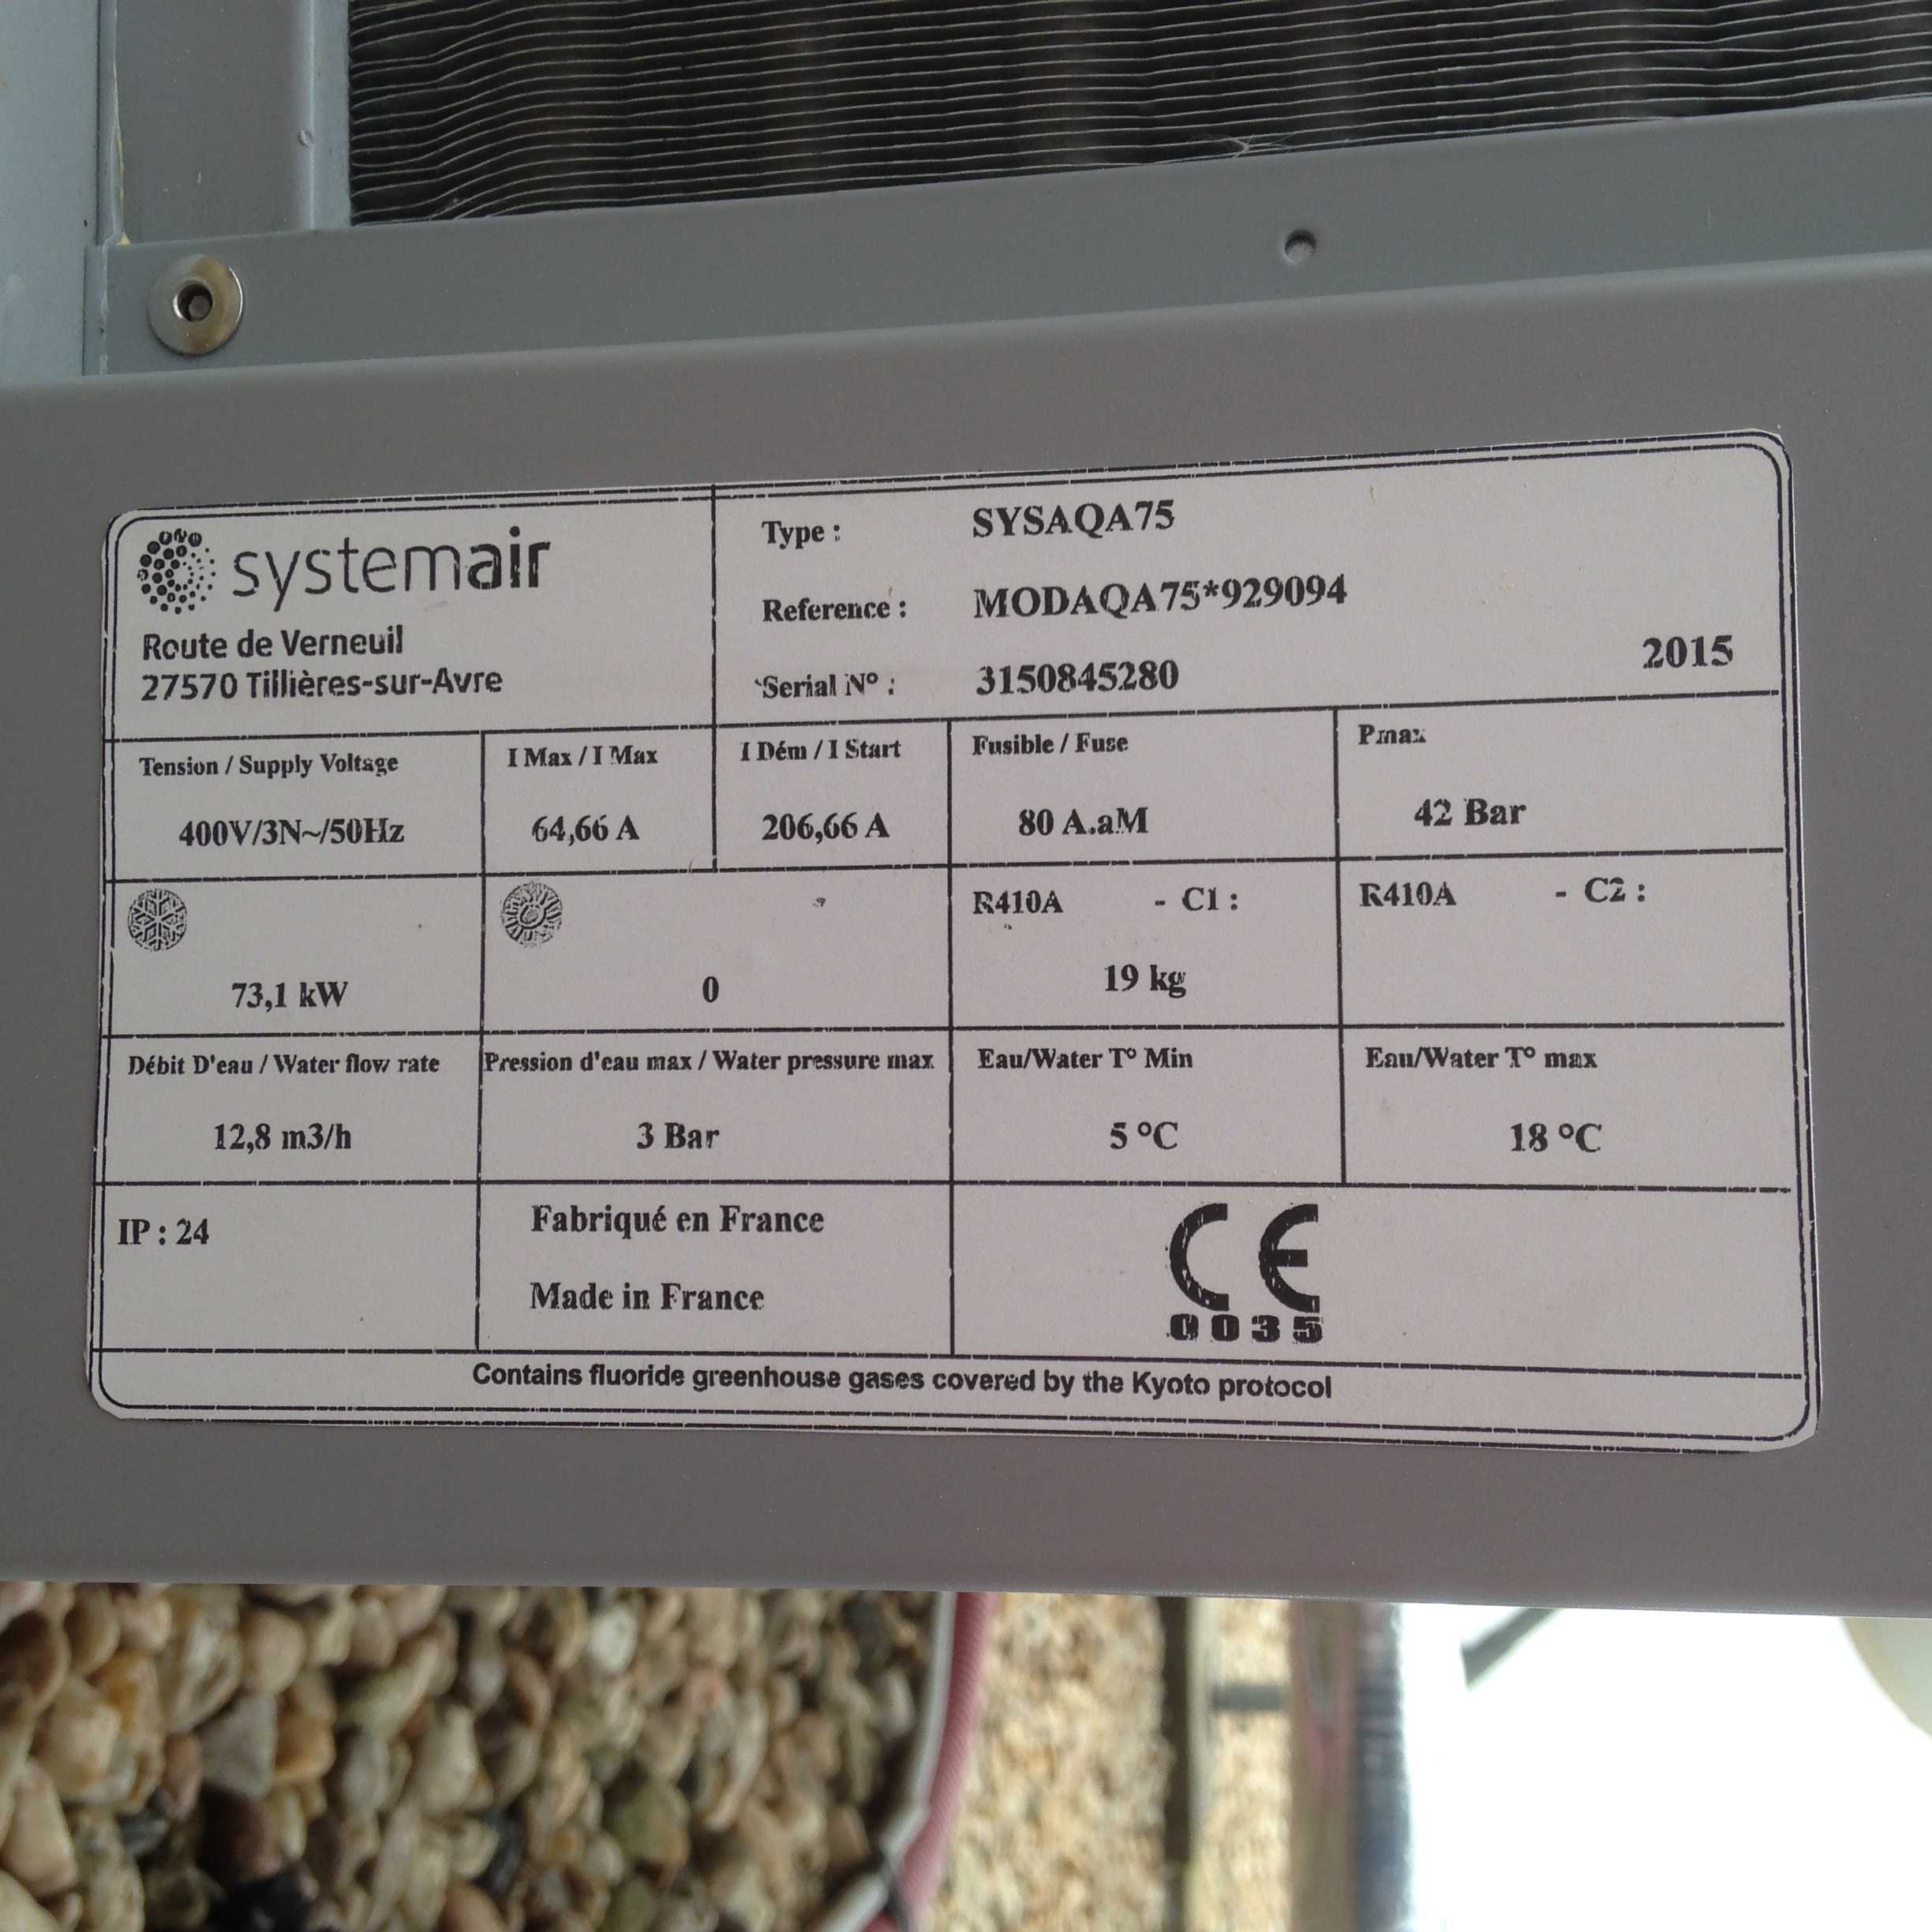 systemair
Route de Verneuil
27570 Tillières-sur-Avre
Type : SYSAQA75
Reference : MODAQA75*929094
Serial N° : 3150845280 2015
Tension / Supply Voltage
400V/3N~/50Hz
I Max / I Max
64,66 A
I Dém / I Start
206,66 A
Fusible / Fuse
80 A.aM
Pmax
42 Bar
73,1 kW
0
R410A - C1 :
19 kg
R410A - C2 :
Débit D'eau / Water flow rate
12,8 m3/h
Pression d'eau max / Water pressure max
3 Bar
Eau/Water T° Min
5 °C
Eau/Water T° max
18 °C
IP : 24
Fabriqué en France
Made in France
CE
0035
Contains fluoride greenhouse gases covered by the Kyoto protocol